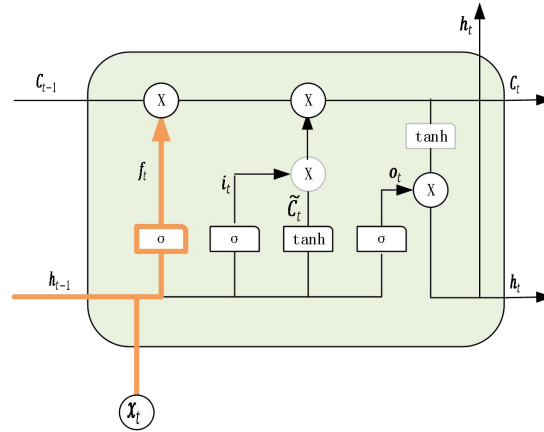 h_t
C_{t-1}
X
X
C_t
tanh
f_t
i_t
X
o_t
X
C̃_t
σ
σ
tanh
σ
h_{t-1}
h_t
x_t